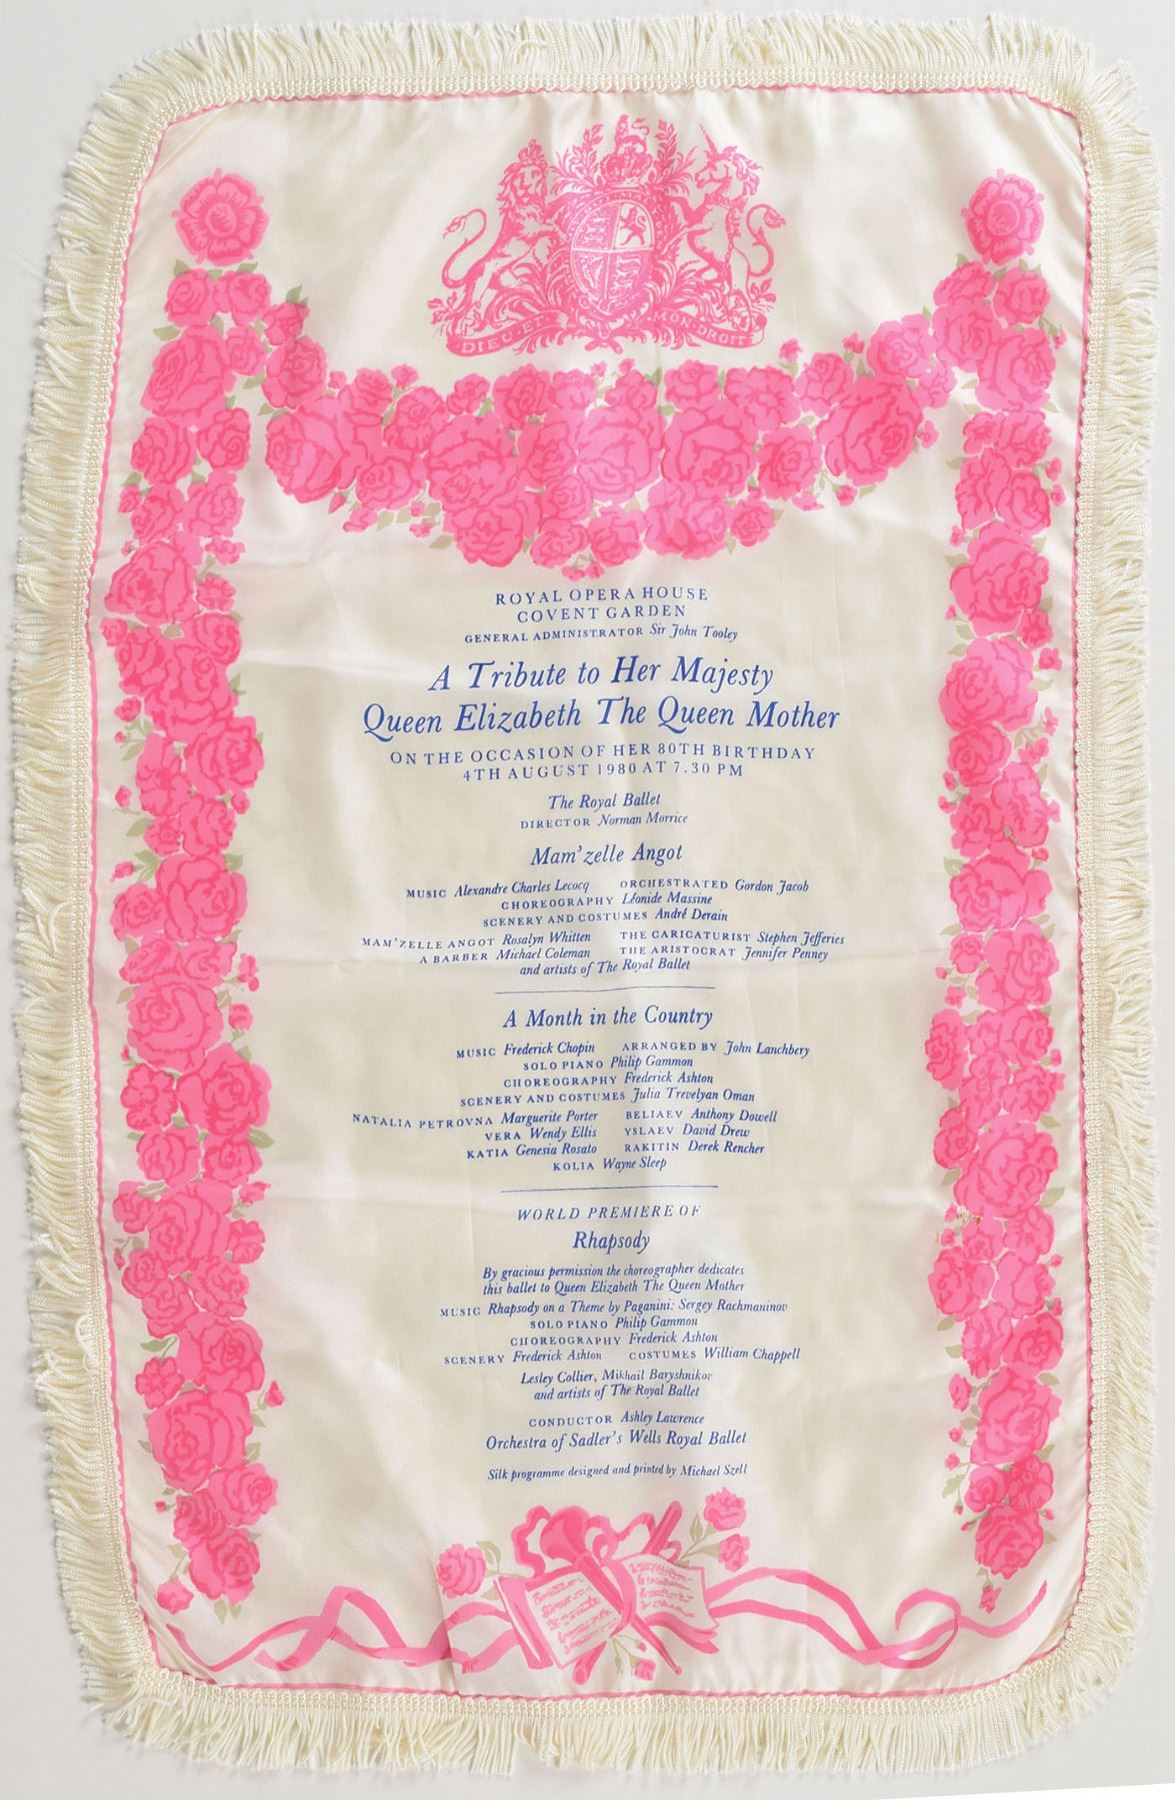 DIEU ET MON DROIT
ROYAL OPERA HOUSE
COVENT GARDEN
GENERAL ADMINISTRATOR Sir John Tooley
A Tribute to Her Majesty
Queen Elizabeth The Queen Mother
ON THE OCCASION OF HER 80TH BIRTHDAY
4TH AUGUST 1980 AT 7.30 PM
The Royal Ballet
DIRECTOR Norman Morrice
Mam'zelle Angot
MUSIC Alexandre Charles Lecocq ORCHESTRATED Gordon Jacob
CHOREOGRAPHY Léonide Massine
SCENERY AND COSTUMES André Derain
MAM'ZELLE ANGOT Rosalyn Whitten THE CARICATURIST Stephen Jefferies
A BARBER Michael Coleman THE ARISTOCRAT Jennifer Penney
and artists of The Royal Ballet
A Month in the Country
MUSIC Frederick Chopin ARRANGED BY John Lanchbery
SOLO PIANO Philip Gammon
CHOREOGRAPHY Frederick Ashton
SCENERY AND COSTUMES Julia Trevelyan Oman
NATALIA PETROVNA Marguerite Porter BELIAEV Anthony Dowell
VERA Wendy Ellis YSLAEV David Drew
KATIA Genesia Rosato RAKITIN Derek Rencher
KOLIA Wayne Sleep
WORLD PREMIERE OF
Rhapsody
By gracious permission the choreographer dedicates
this ballet to Queen Elizabeth The Queen Mother
MUSIC Rhapsody on a Theme by Paganini: Sergey Rachmaninov
SOLO PIANO Philip Gammon
CHOREOGRAPHY Frederick Ashton
SCENERY Frederick Ashton COSTUMES William Chappell
Lesley Collier, Mikhail Baryshnikov
and artists of The Royal Ballet
CONDUCTOR Ashley Lawrence
Orchestra of Sadler's Wells Royal Ballet
Silk programme designed and printed by Michael Szell